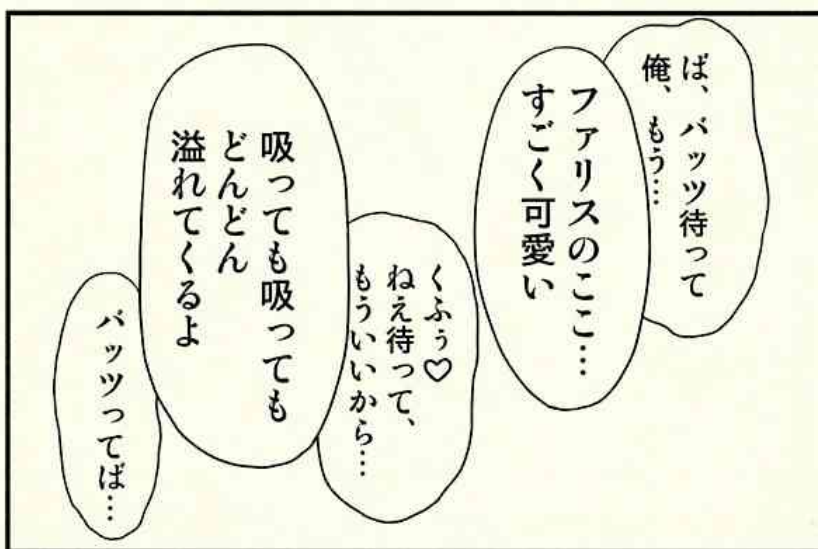 ば、バッツ待って
俺、もう…
ファリスのここ…
すごく可愛い
くふぅ♡
ねえ待って、
もういいから…
吸っても吸っても
どんどん
溢れてくるよ
バッツってば…